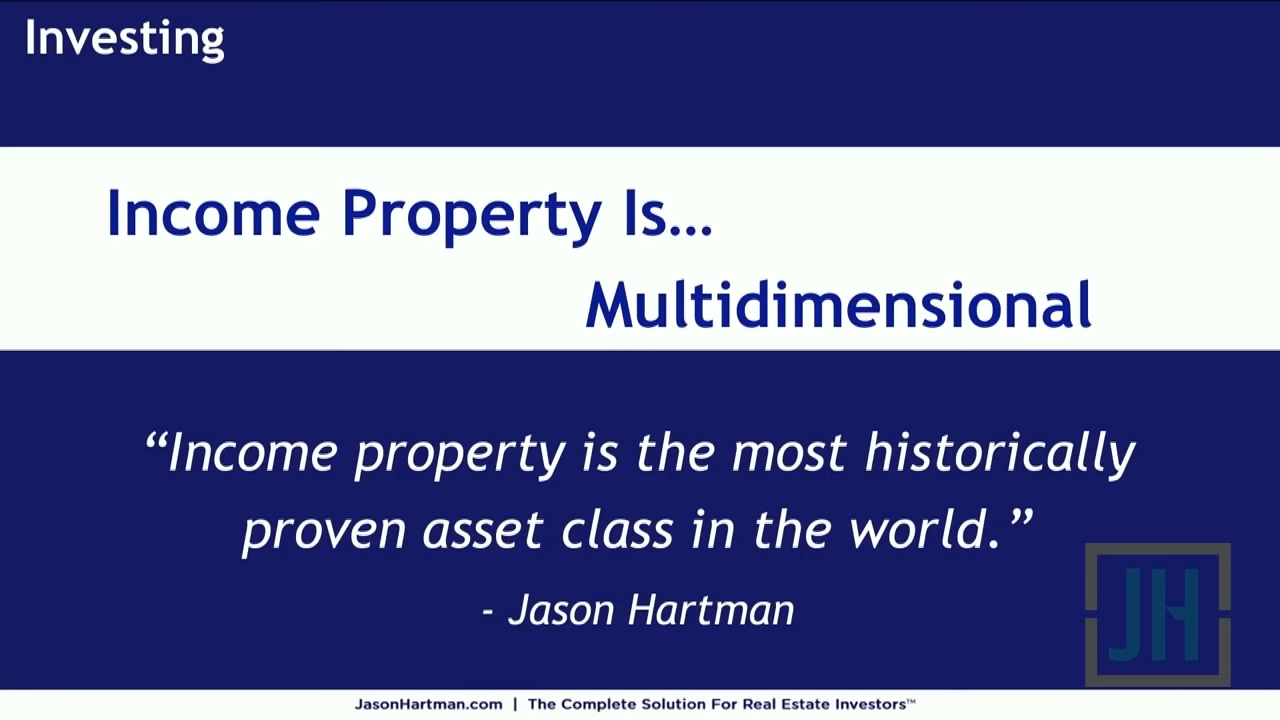 Investing
Income Property Is...
Multidimensional
“Income property is the most historically
proven asset class in the world.”
- Jason Hartman
JH
JasonHartman.com | The Complete Solution For Real Estate Investors™